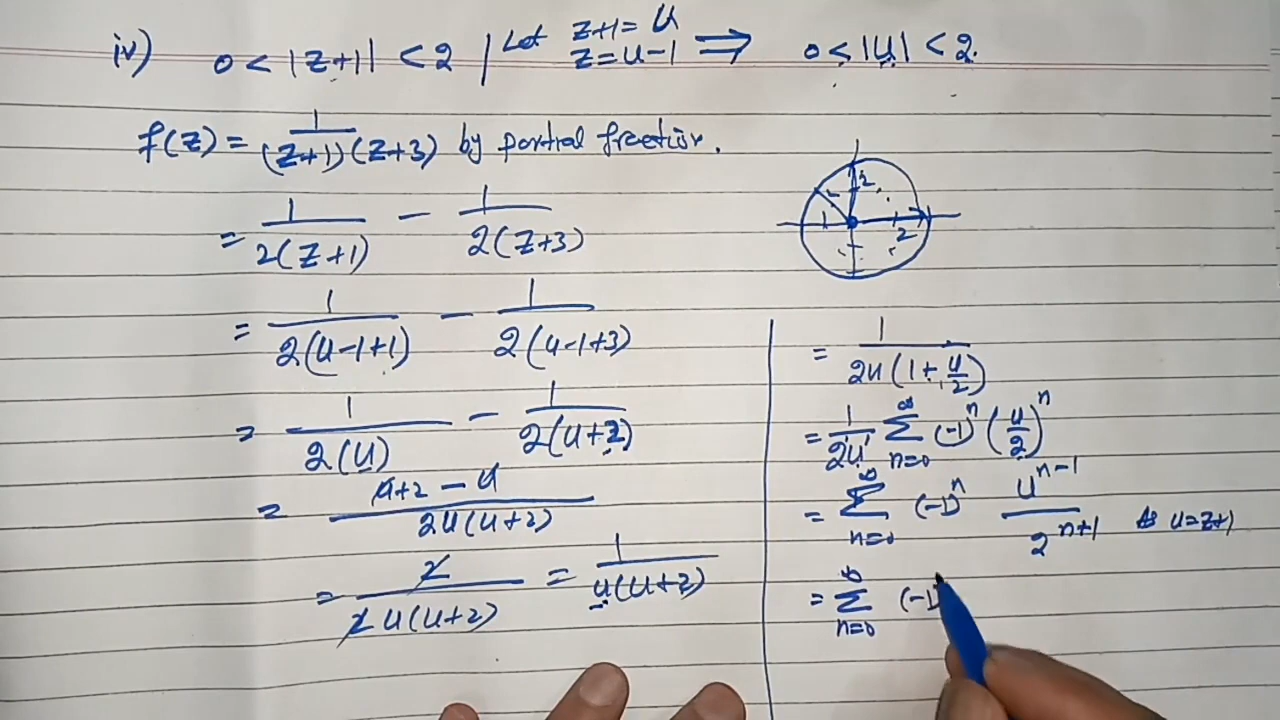 iv) 0 < |z+1| < 2 | Let z+1 = u
z = u-1 ⟹ 0 < |u| < 2.
f(z) = 1/(z+1)(z+3) by partial fraction.
= 1/2(z+1) - 1/2(z+3)
= 1/2(u-1+1) - 1/2(u-1+3)
= 1/2(u) - 1/2(u+2)
= u+2-u/2u(u+2)
= 2/2u(u+2) = 1/u(u+2)
2
2
= 1/2u(1+u/2)
= 1/2u ∑_{n=0}^{∞} (-1)^n (u/2)^n
= ∑_{n=0}^{∞} (-1)^n u^{n-1}/2^{n+1} As u=z+1
= ∑_{n=0}^{∞} (-1)